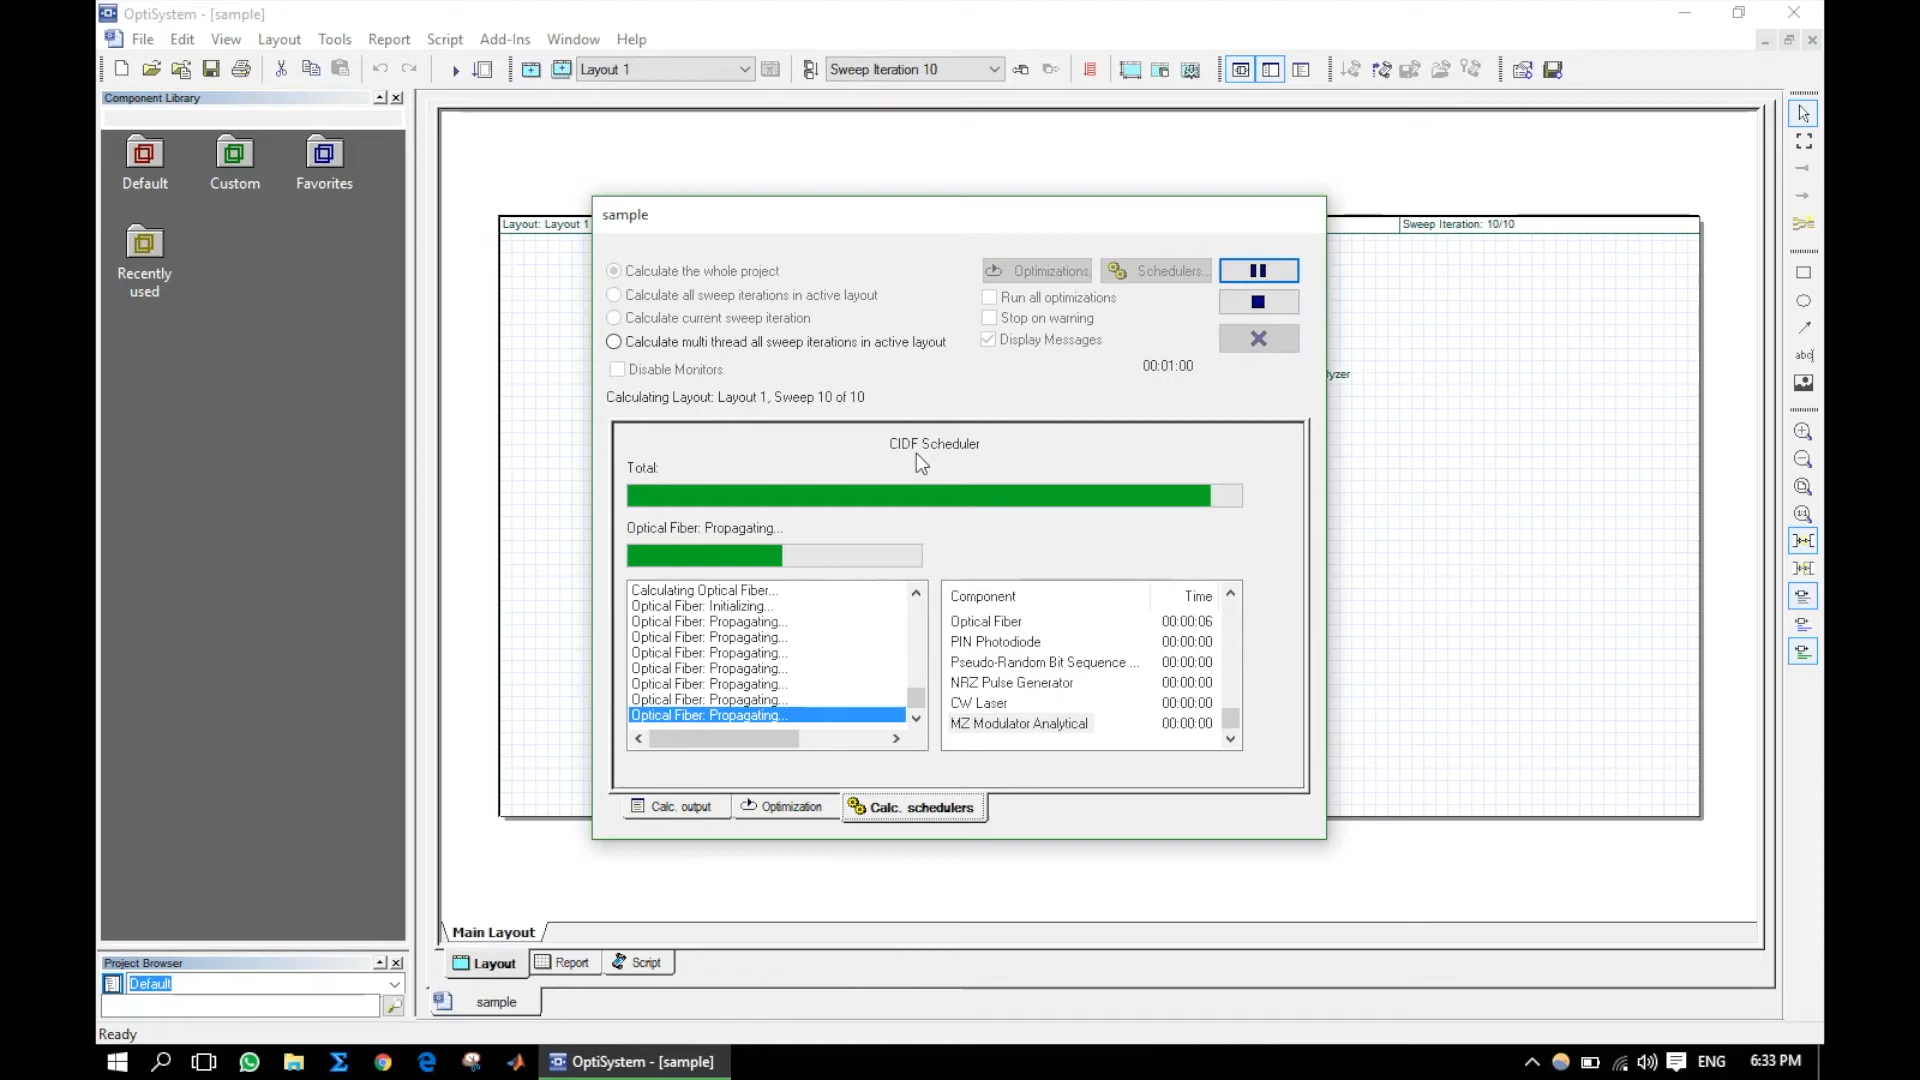 OptiSystem - [sample]
File Edit View Layout Tools Report Script Add-Ins Window Help
Layout 1
Sweep Iteration 10
Component Library
Default
Custom
Favorites
Recently
used
Layout: Layout 1
Sweep Iteration: 10/10
sample
Calculate the whole project
Calculate all sweep iterations in active layout
Calculate current sweep iteration
Calculate multi thread all sweep iterations in active layout
Disable Monitors
Optimizations.
Schedulers...
Run all optimizations
Stop on warning
Display Messages
00:01:00
Calculating Layout: Layout 1, Sweep 10 of 10
lyzer
CIDF Scheduler
Total:
Optical Fiber: Propagating...
Calculating Optical Fiber...
Optical Fiber: Initializing...
Optical Fiber: Propagating...
Optical Fiber: Propagating...
Optical Fiber: Propagating...
Optical Fiber: Propagating...
Optical Fiber: Propagating...
Optical Fiber: Propagating...
Optical Fiber: Propagating...
Component Time
Optical Fiber 00:00:06
PIN Photodiode 00:00:00
Pseudo-Random Bit Sequence ... 00:00:00
NRZ Pulse Generator 00:00:00
CW Laser 00:00:00
MZ Modulator Analytical 00:00:00
Calc. output
Optimization
Calc. schedulers
Main Layout
Layout
Report
Script
sample
Project Browser
Default
Ready
OptiSystem - [sample]
ENG
6:33 PM